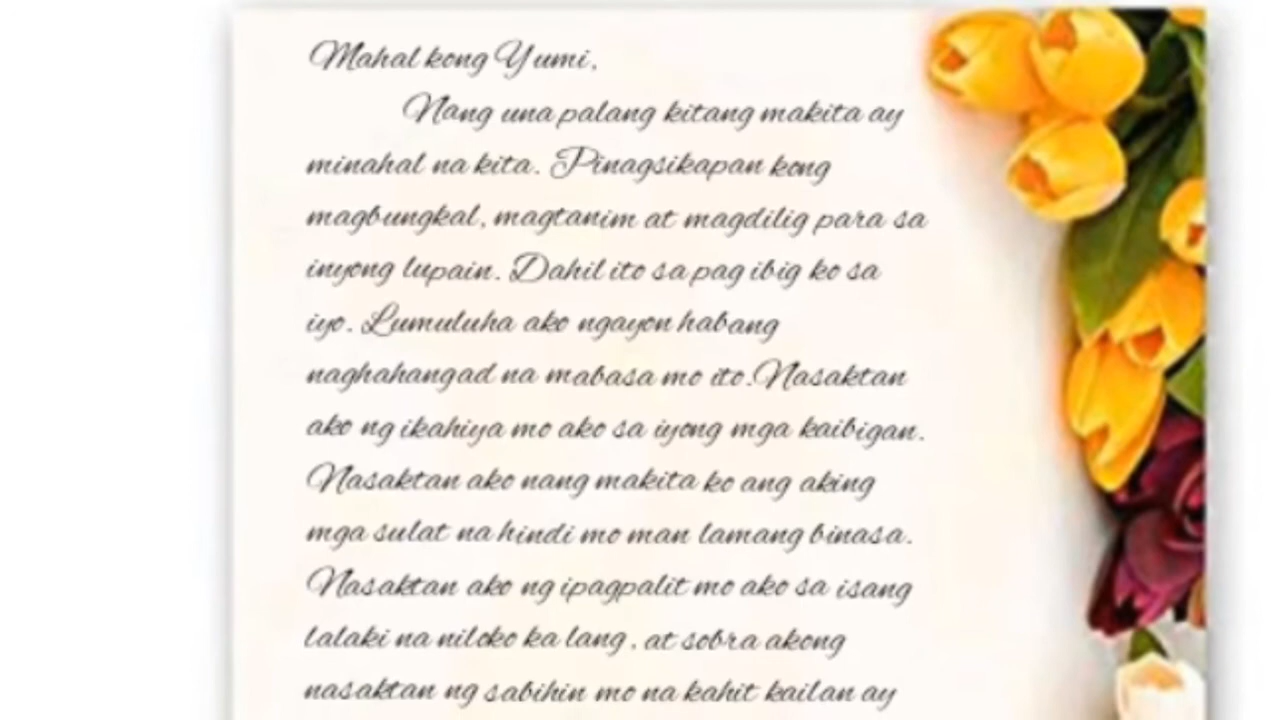 Mahal kong Yumi,
Nang una palang kitang makita ay
minahal na kita. Pinagsikapan kong
magbungkal, magtanim at magdilig para sa
inyong lupain. Dahil ito sa pag ibig ko sa
iyo. Lumuluha ako ngayon habang
naghahangad na mabasa mo ito.Nasaktan
ako ng ikahiya mo ako sa iyong mga kaibigan.
Nasaktan ako nang makita ko ang aking
mga sulat na hindi mo man lamang binasa.
Nasaktan ako ng ipagpalit mo ako sa isang
lalaki na niloko ka lang , at sobra akong
nasaktan ng sabihin mo na kahit kailan ay